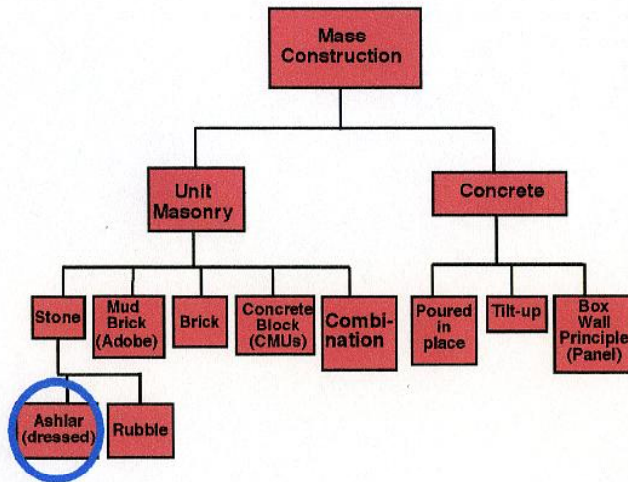 Mass
Construction
Unit
Masonry
Concrete
Stone
Mud
Brick
(Adobe)
Brick
Concrete
Block
(CMUs)
Combi-
nation
Poured
in
place
Tilt-up
Box
Wall
Principle
(Panel)
Ashlar
(dressed)
Rubble